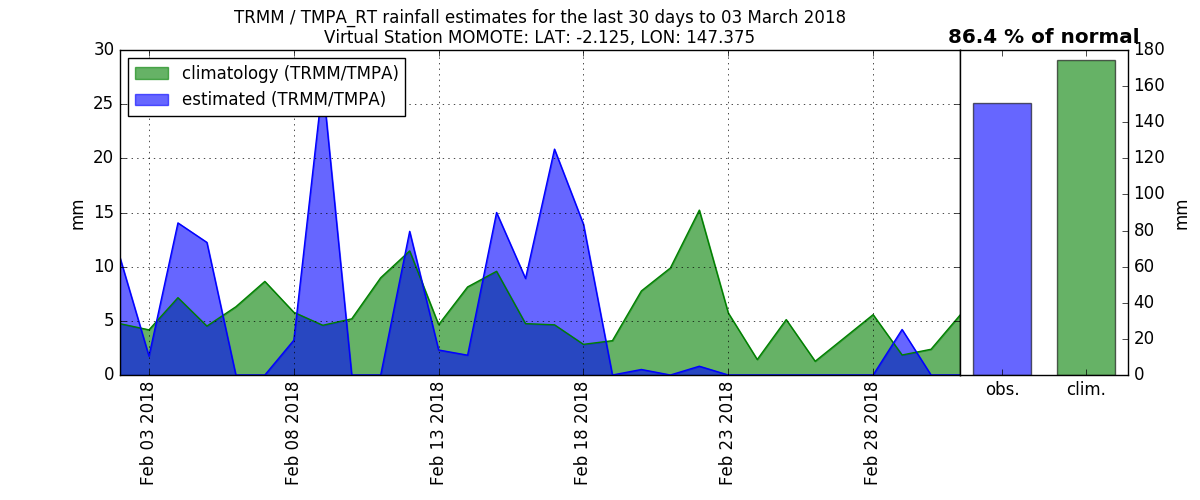 TRMM / TMPA_RT rainfall estimates for the last 30 days to 03 March 2018
Virtual Station MOMOTE: LAT: -2.125, LON: 147.375
86.4 % of normal
climatology (TRMM/TMPA)
estimated (TRMM/TMPA)
30
25
20
15
10
5
0
mm
Feb 03 2018
Feb 08 2018
Feb 13 2018
Feb 18 2018
Feb 23 2018
Feb 28 2018
obs.
clim.
180
160
140
120
100
80
60
40
20
0
mm